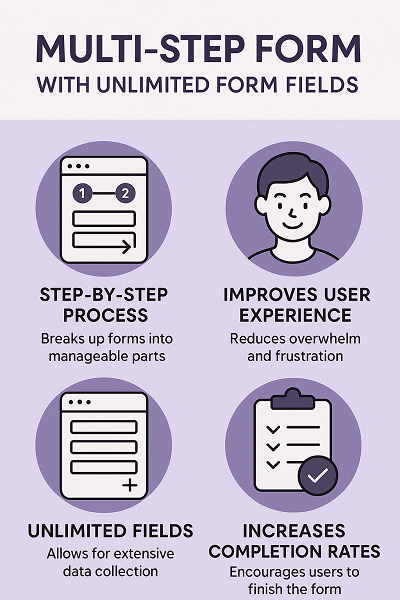 MULTI-STEP FORM
WITH UNLIMITED FORM FIELDS
1 2
STEP-BY-STEP
PROCESS
Breaks up forms into
manageable parts
IMPROVES USER
EXPERIENCE
Reduces overwhelm
and frustration
UNLIMITED FIELDS
Allows for extensive
data collection
INCREASES
COMPLETION RATES
Encourages users to
finish the form